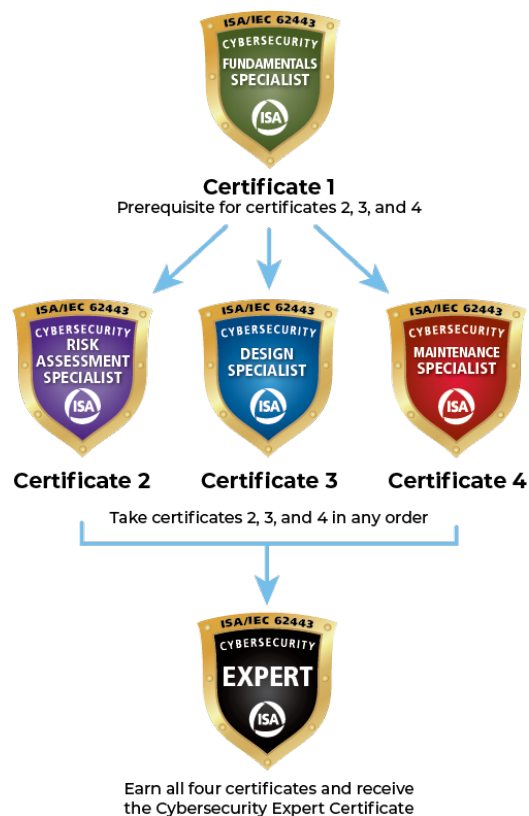 ISA/IEC 62443
CYBERSECURITY
FUNDAMENTALS
SPECIALIST
ISA
Certificate 1
Prerequisite for certificates 2, 3, and 4
ISA/IEC 62443
CYBERSECURITY
RISK
ASSESSMENT
SPECIALIST
ISA
Certificate 2
ISA/IEC 62443
CYBERSECURITY
DESIGN
SPECIALIST
ISA
Certificate 3
ISA/IEC 62443
CYBERSECURITY
MAINTENANCE
SPECIALIST
ISA
Certificate 4
Take certificates 2, 3, and 4 in any order
ISA/IEC 62443
CYBERSECURITY
EXPERT
ISA
Earn all four certificates and receive
the Cybersecurity Expert Certificate